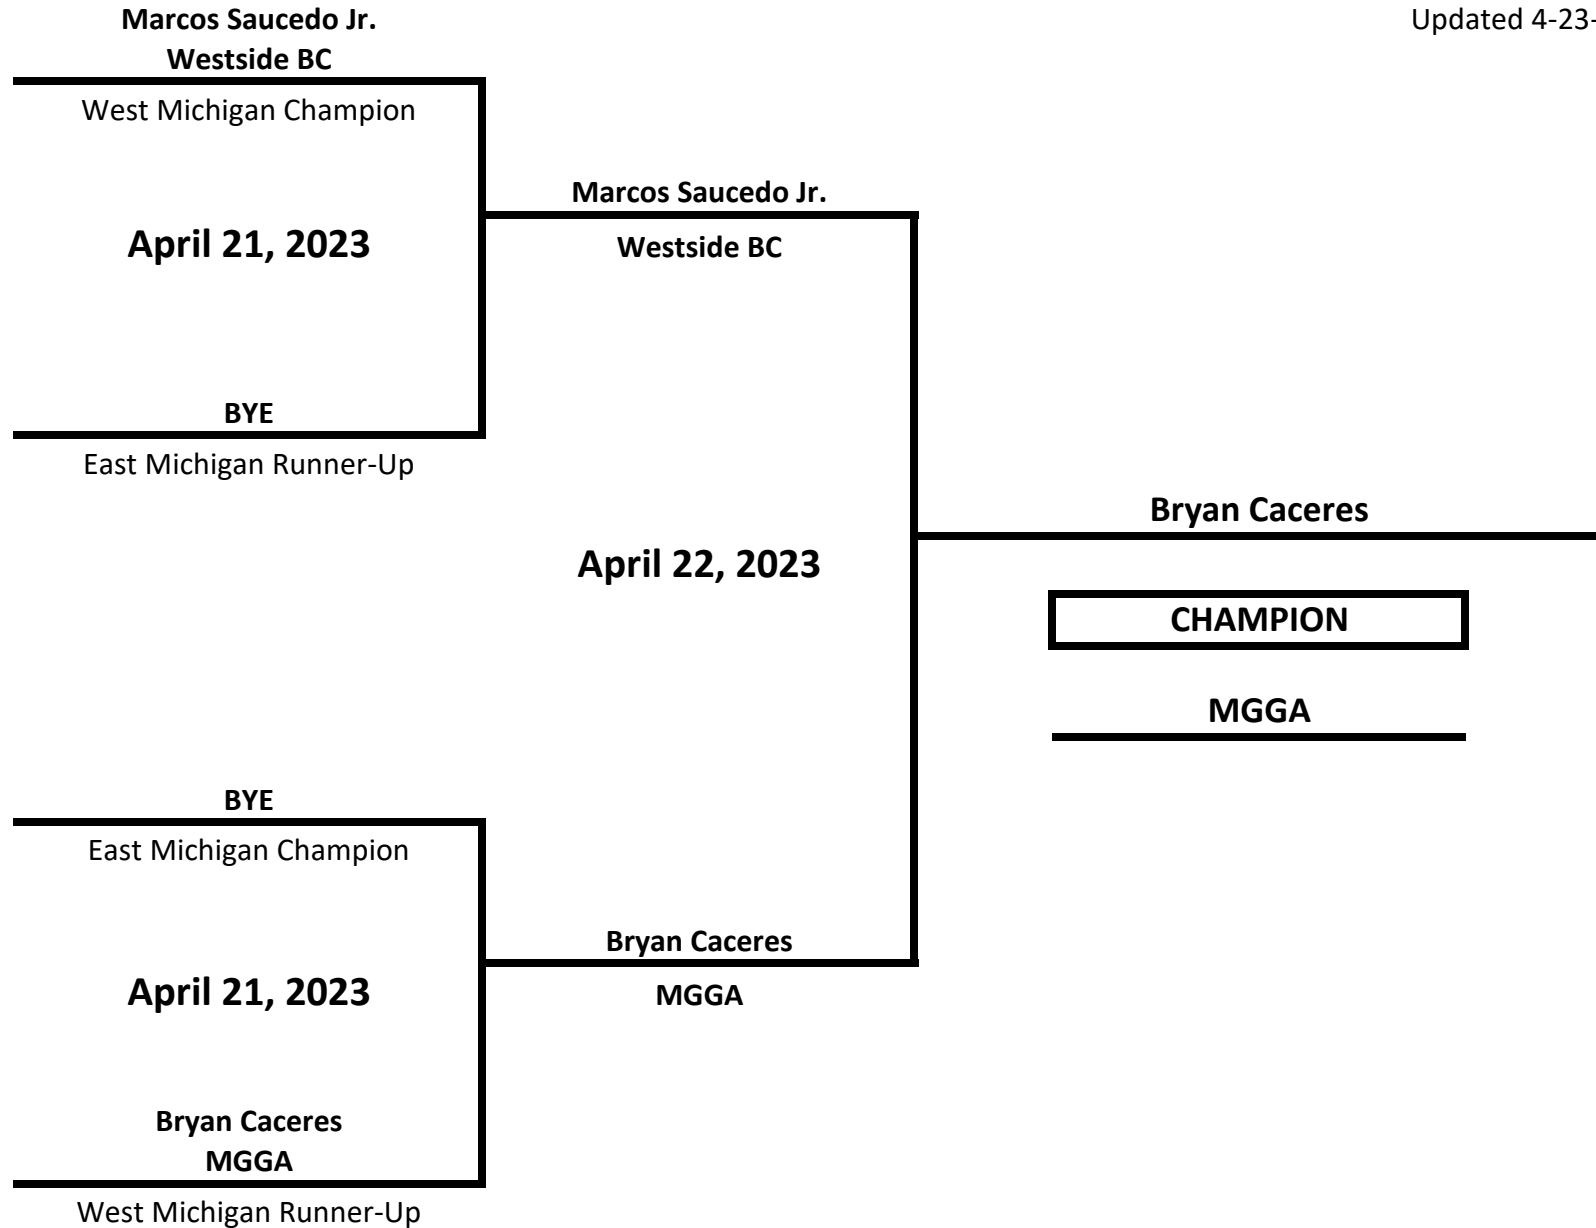 Marcos Saucedo Jr.
Westside BC
Updated 4-23-
West Michigan Champion
Marcos Saucedo Jr.
April 21, 2023
Westside BC
BYE
East Michigan Runner-Up
Bryan Caceres
April 22, 2023
CHAMPION
MGGA
BYE
East Michigan Champion
Bryan Caceres
April 21, 2023
MGGA
Bryan Caceres
MGGA
West Michigan Runner-Up